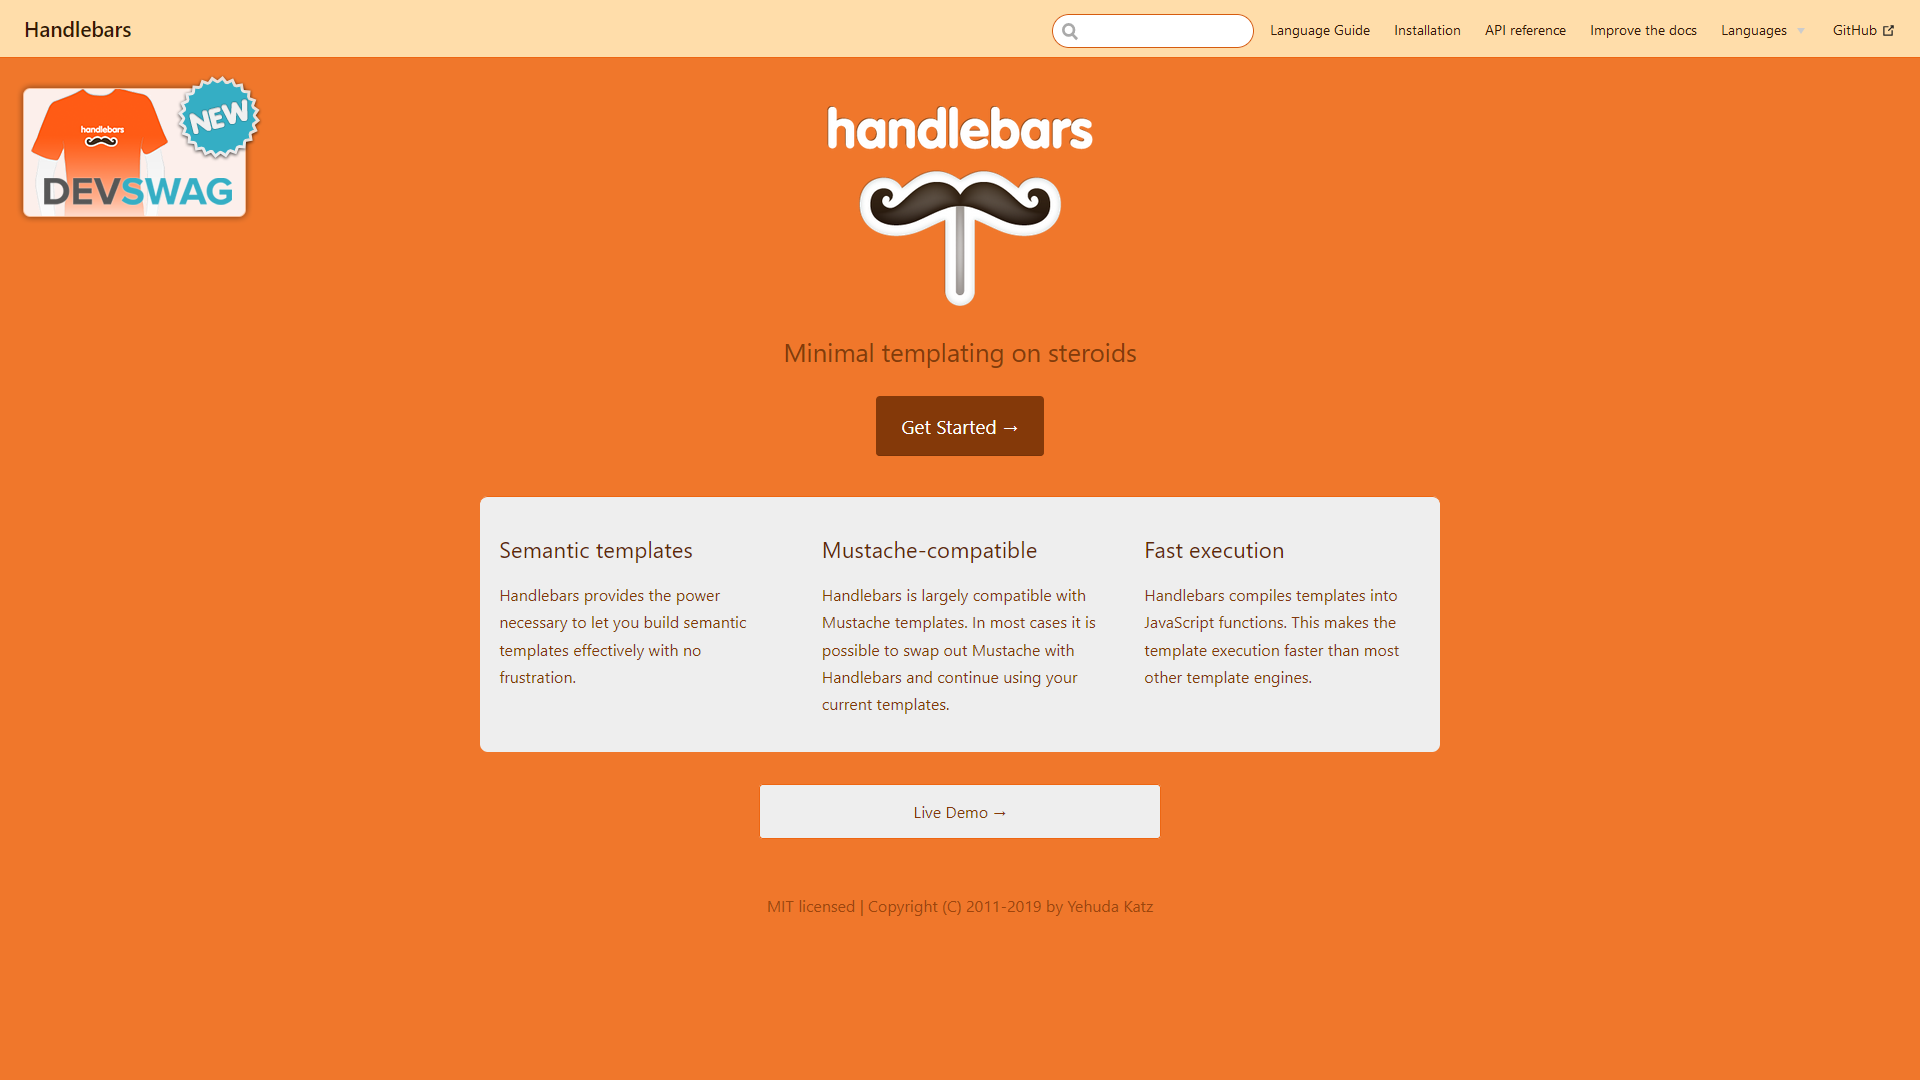 Handlebars
Language Guide
Installation
API reference
Improve the docs
Languages
GitHub
NEW
handlebars
DEVSWAG
handlebars
Minimal templating on steroids
Get Started →
Semantic templates
Handlebars provides the power
necessary to let you build semantic
templates effectively with no
frustration.
Mustache-compatible
Handlebars is largely compatible with
Mustache templates. In most cases it is
possible to swap out Mustache with
Handlebars and continue using your
current templates.
Fast execution
Handlebars compiles templates into
JavaScript functions. This makes the
template execution faster than most
other template engines.
Live Demo →
MIT licensed | Copyright (C) 2011-2019 by Yehuda Katz